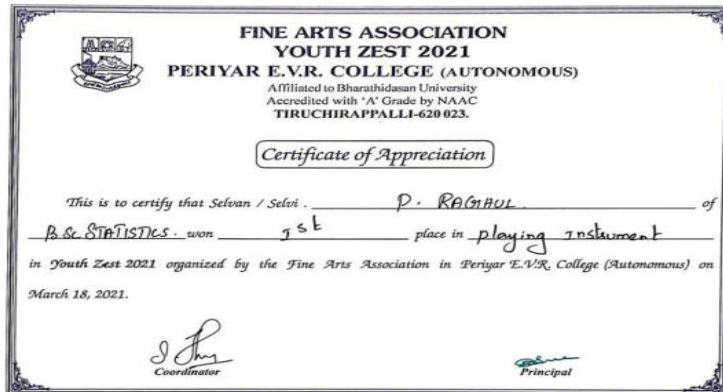 FINE ARTS ASSOCIATION
YOUTH ZEST 2021
PERIYAR E.V.R. COLLEGE (AUTONOMOUS)
Affiliated to Bharathidasan University
Accredited with 'A' Grade by NAAC
TIRUCHIRAPPALLI-620 023.
Certificate of Appreciation
This is to certify that Selvan / Selvi . P. RAGHUL of
B.Sc STATISTICS. won Ist place in playing Instrument
in Youth Zest 2021 organized by the Fine Arts Association in Periyar E.V.R. College (Autonomous) on
March 18, 2021.
Coordinator
Principal